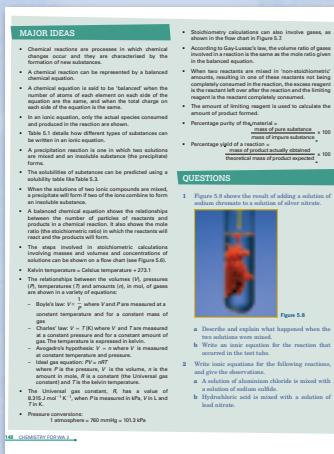 MAJOR IDEAS
• Chemical reactions are processes in which chemical
changes occur and they are characterised by the
formation of new substances.
• A chemical reaction can be represented by a balanced
chemical equation.
• A chemical equation is said to be 'balanced' when the
number of atoms of each element on each side of the
equation are the same, and when the total charge on
each side of the equation is the same.
• In an ionic equation, only the actual species consumed
and produced in the reaction are shown.
• Table 5.1 details how different types of substances can
be written in an ionic equation.
• A precipitation reaction is one in which two solutions
are mixed and an insoluble substance (the precipitate)
forms.
• The solubilities of substances can be predicted using a
solubility table like Table 5.3.
• When the solutions of two ionic compounds are mixed,
a precipitate will form if two of the ions combine to form
an insoluble substance.
• A balanced chemical equation shows the relationships
between the number of particles of reactants and
products in a chemical reaction. It also shows the mole
ratio (the stoichiometric ratio) in which the reactants will
react and the products will form.
• The steps involved in stoichiometric calculations
involving masses and volumes and concentrations of
solutions can be shown on a flow chart (see Figure 5.6).
• Kelvin temperature = Celsius temperature + 273.1
• The relationships between the volumes (V), pressures
(P), temperatures (T) and amounts (n), in mol, of gases
are shown in a variety of equations:
– Boyle's law: V ∝ 1/P where V and P are measured at a
constant temperature and for a constant mass of
gas
– Charles' law: V ∝ T (K) where V and T are measured
at a constant pressure and for a constant amount of
gas. The temperature is expressed in kelvin.
– Avogadro's hypothesis: V ∝ n where V is measured
at constant temperature and pressure.
– Ideal gas equation: PV = nRT
where P is the pressure, V is the volume, n is the
amount in mole, R is a constant (the Universal gas
constant) and T is the kelvin temperature.
• The Universal gas constant, R, has a value of
8.315 J mol⁻¹ K⁻¹, when P is measured in kPa, V in L and
T in K.
• Pressure conversions:
1 atmosphere = 760 mmHg = 101.3 kPa
148 CHEMISTRY FOR WA 2
• Stoichiometry calculations can also involve gases, as
shown in the flow chart in Figure 5.7
• According to Gay-Lussac's law, the volume ratio of gases
involved in a reaction is the same as the mole ratio given
in the balanced equation.
• When two reactants are mixed in 'non-stoichiometric'
amounts, resulting in one of these reactants not being
completely consumed in the reaction, the excess reagent
is the reactant left over after the reaction and the limiting
reagent is the reactant completely consumed.
• The amount of limiting reagent is used to calculate the
amount of product formed.
• Percentage purity of the material =
mass of pure substance
mass of impure substance × 100
• Percentage yield of a reaction =
mass of product actually obtained
theoretical mass of product expected × 100
QUESTIONS
1 Figure 5.8 shows the result of adding a solution of
sodium chromate to a solution of silver nitrate.
Figure 5.8
a Describe and explain what happened when the
two solutions were mixed.
b Write an ionic equation for the reaction that
occurred in the test tube.
2 Write ionic equations for the following reactions,
and give the observations.
a A solution of aluminium chloride is mixed with
a solution of sodium sulfide.
b Hydrochloric acid is mixed with a solution of
lead nitrate.